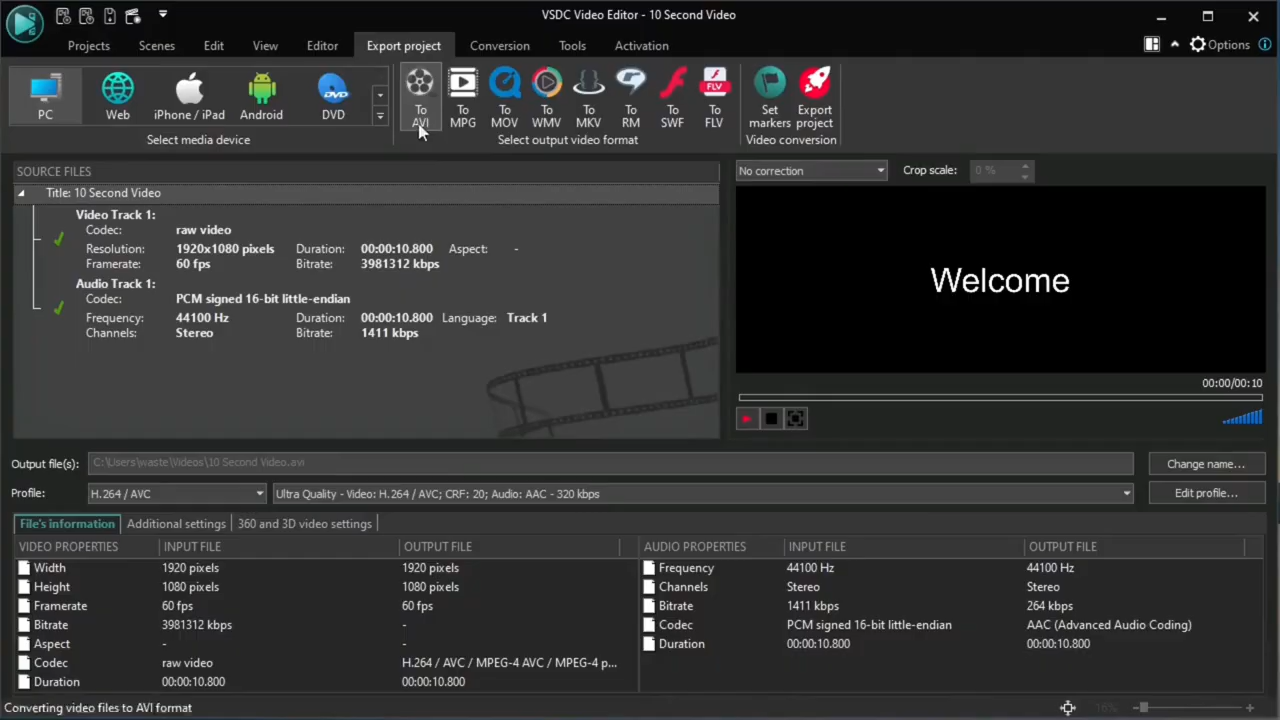 VSDC Video Editor - 10 Second Video
Projects Scenes Edit View Editor Export project Conversion Tools Activation Options
PC Web iPhone / iPad Android DVD
Select media device
To AVI To MPG To MOV To WMV To MKV To RM To SWF To FLV
Select output video format
Set markers Export project
Video conversion
SOURCE FILES
Title: 10 Second Video
Video Track 1:
Codec: raw video
Resolution: 1920x1080 pixels Duration: 00:00:10.800 Aspect: -
Framerate: 60 fps Bitrate: 3981312 kbps
Audio Track 1:
Codec: PCM signed 16-bit little-endian
Frequency: 44100 Hz Duration: 00:00:10.800 Language: Track 1
Channels: Stereo Bitrate: 1411 kbps
No correction Crop scale: 0 %
Welcome
00:00/00:10
Output file(s): C:\Users\waste\Videos\10 Second Video.avi Change name...
Profile: H.264 / AVC Ultra Quality - Video: H.264 / AVC; CRF: 20; Audio: AAC - 320 kbps Edit profile...
File's information Additional settings 360 and 3D video settings
VIDEO PROPERTIES INPUT FILE OUTPUT FILE
Width 1920 pixels 1920 pixels
Height 1080 pixels 1080 pixels
Framerate 60 fps 60 fps
Bitrate 3981312 kbps -
Aspect - -
Codec raw video H.264 / AVC / MPEG-4 AVC / MPEG-4 p...
Duration 00:00:10.800 00:00:10.800
AUDIO PROPERTIES INPUT FILE OUTPUT FILE
Frequency 44100 Hz 44100 Hz
Channels Stereo Stereo
Bitrate 1411 kbps 264 kbps
Codec PCM signed 16-bit little-endian AAC (Advanced Audio Coding)
Duration 00:00:10.800 00:00:10.800
Converting video files to AVI format 16%